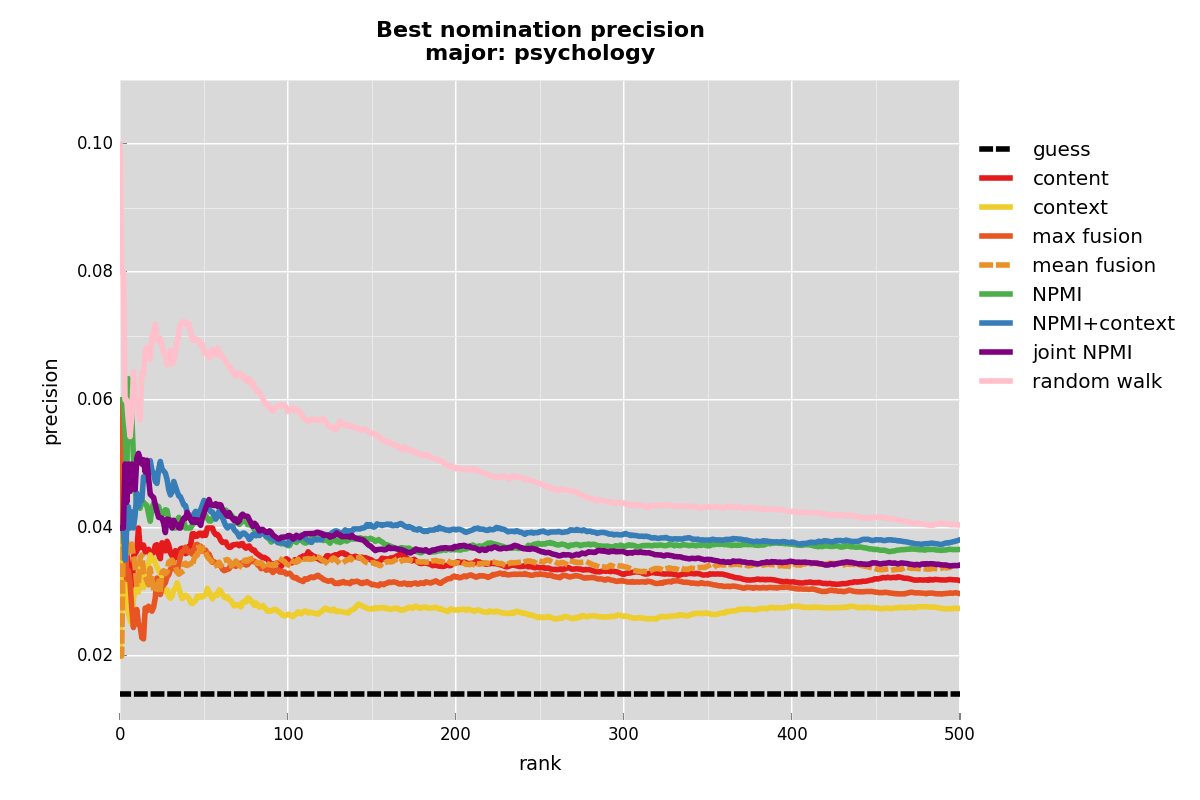 Best nomination precision
major: psychology
precision
0.10
0.08
0.06
0.04
0.02
0
100
200
300
400
500
rank
guess
content
context
max fusion
mean fusion
NPMI
NPMI+context
joint NPMI
random walk